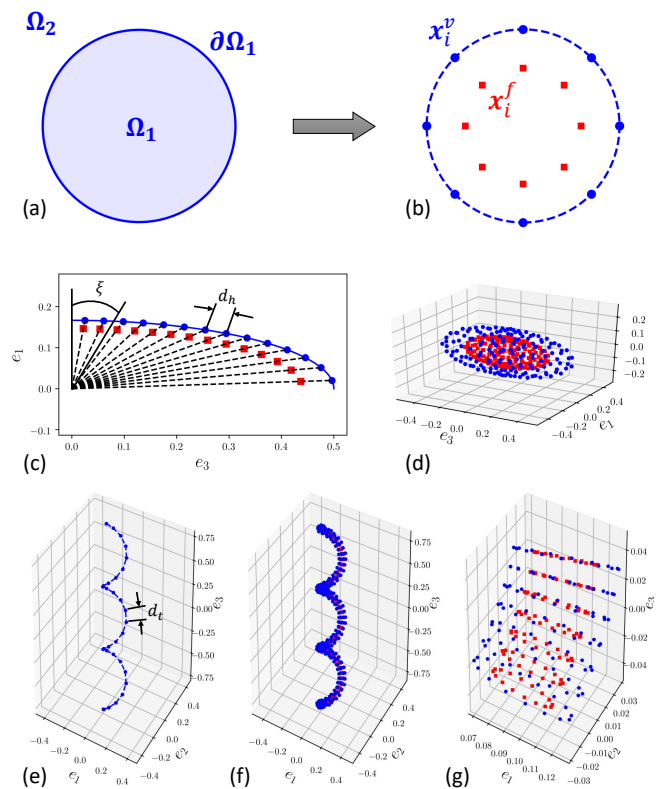 Ω₂
∂Ω₁
Ω₁
(a)
xᵢᵛ
xᵢᶠ
(b)
ξ
d_h
0.2
0.1
0.0
−0.1
e₁
0.0 0.1 0.2 0.3 0.4 0.5
e₃
(c)
0.2
0.1
0.0
−0.1
−0.2
−0.4 −0.2 0.0 0.2 0.4
e₃
−0.4 −0.2 0.0 0.2 0.4
e₁
(d)
d_t
0.75
0.50
0.25
0.00
−0.25
−0.50
−0.75
e₃
−0.4 −0.2 0.0 0.2 0.4
e₁
−0.4 −0.2 0.0 0.2 0.4
e₂
(e)
0.75
0.50
0.25
0.00
−0.25
−0.50
−0.75
e₃
−0.4 −0.2 0.0 0.2 0.4
e₁
−0.4 −0.2 0.0 0.2 0.4
e₂
(f)
0.04
0.02
0.00
−0.02
−0.04
e₃
0.07 0.08 0.09 0.10 0.11 0.12
e₁
−0.03 −0.02 −0.01 0.00 0.01 0.02 0.03
e₂
(g)